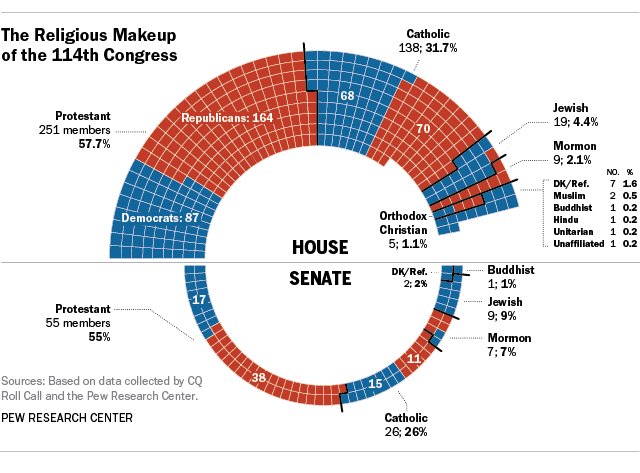 The Religious Makeup
of the 114th Congress
Catholic
138; 31.7%
Protestant
251 members
57.7%
Republicans: 164
68
70
Democrats: 87
Jewish
19; 4.4%
Mormon
9; 2.1%
NO. %
DK/Ref. 7 1.6
Muslim 2 0.5
Buddhist 1 0.2
Hindu 1 0.2
Unitarian 1 0.2
Unaffiliated 1 0.2
Orthodox
Christian
5; 1.1%
HOUSE
SENATE
DK/Ref.
2; 2%
Buddhist
1; 1%
Jewish
9; 9%
Mormon
7; 7%
Protestant
55 members
55%
17
38
15
11
Catholic
26; 26%
Sources: Based on data collected by CQ
Roll Call and the Pew Research Center.
PEW RESEARCH CENTER